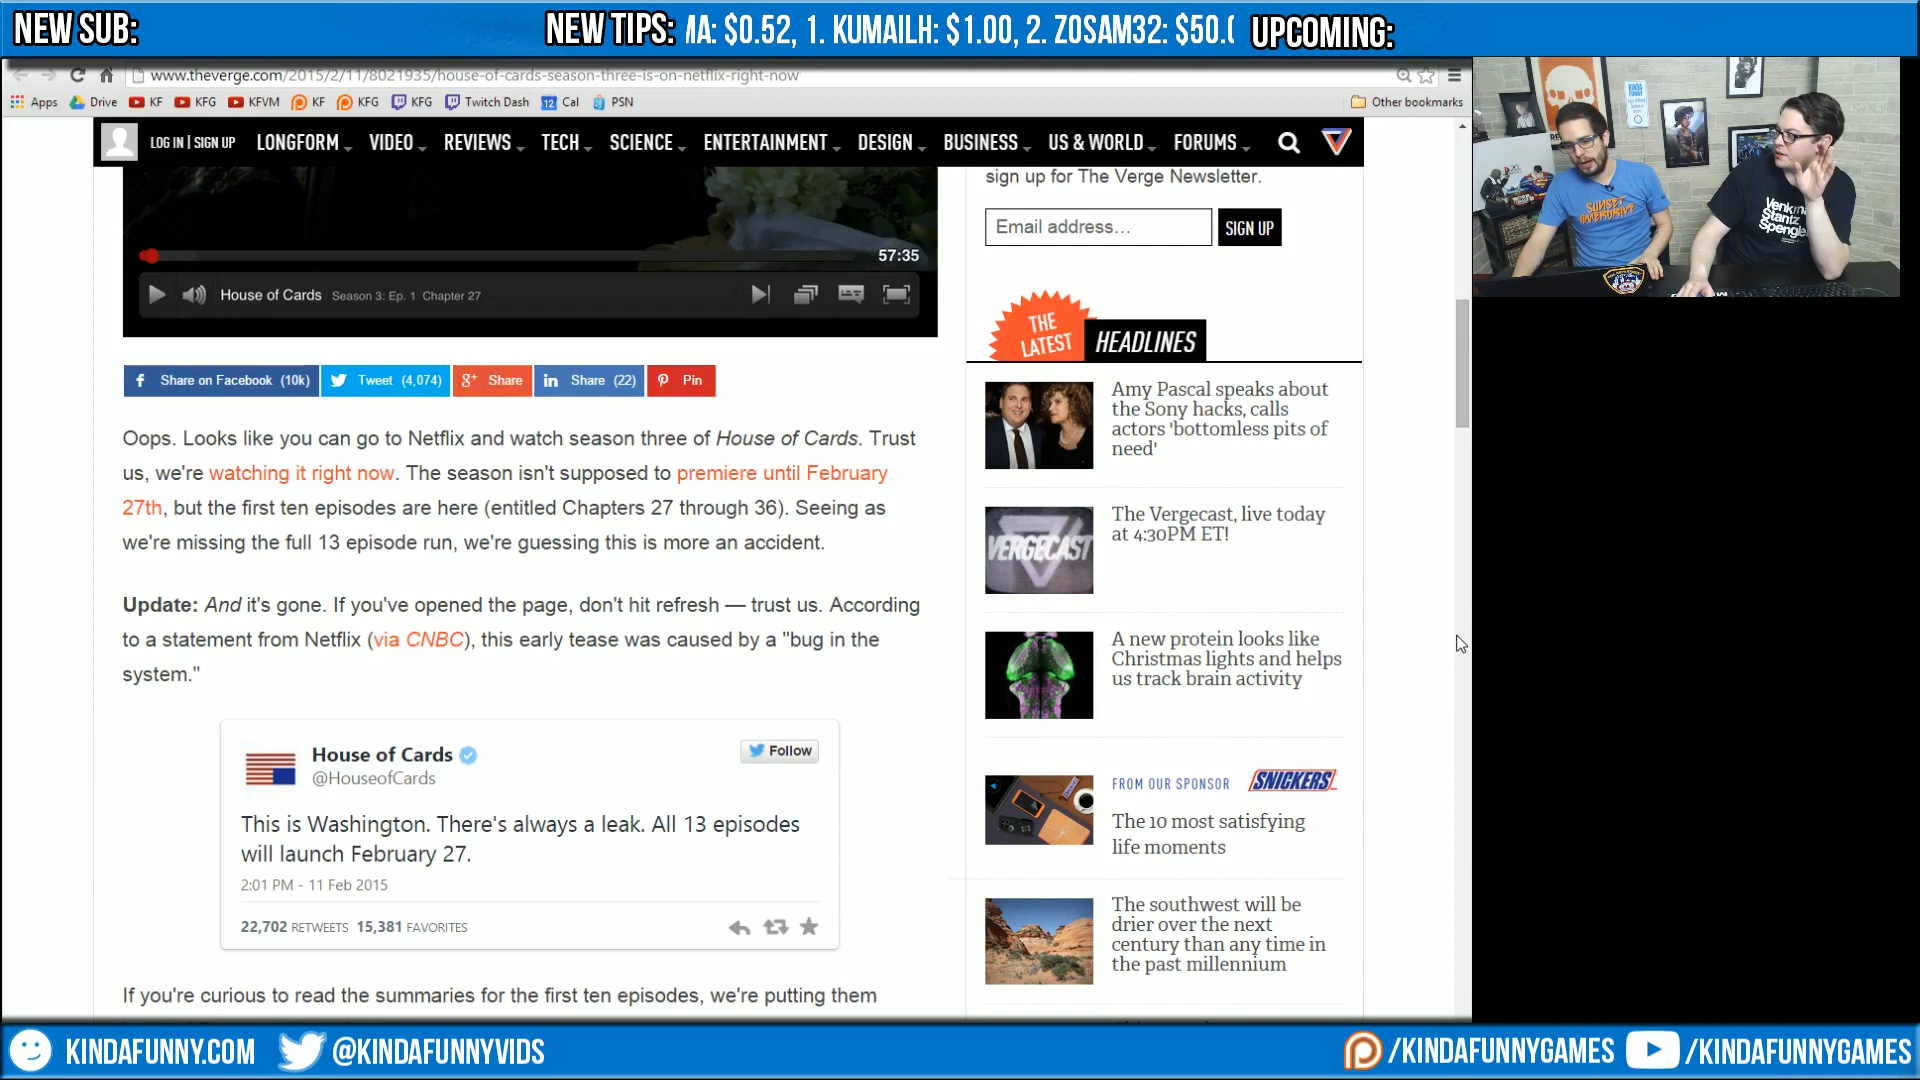 NEW SUB:
NEW TIPS: MA: $0.52, 1. KUMAILH: $1.00, 2. ZOSAM32: $50.0
UPCOMING:
www.theverge.com/2015/2/11/8021935/house-of-cards-season-three-is-on-netflix-right-now
Apps Drive KF KFG KFVM KF KFG KFG Twitch Dash 12 Cal PSN Other bookmarks
LOG IN | SIGN UP LONGFORM VIDEO REVIEWS TECH SCIENCE ENTERTAINMENT DESIGN BUSINESS US & WORLD FORUMS
57:35
House of Cards Season 3: Ep. 1 Chapter 27
Share on Facebook (10k) Tweet (4,074) Share Share (22) Pin
Oops. Looks like you can go to Netflix and watch season three of House of Cards. Trust
us, we're watching it right now. The season isn't supposed to premiere until February
27th, but the first ten episodes are here (entitled Chapters 27 through 36). Seeing as
we're missing the full 13 episode run, we're guessing this is more an accident.
Update: And it's gone. If you've opened the page, don't hit refresh — trust us. According
to a statement from Netflix (via CNBC), this early tease was caused by a "bug in the
system."
House of Cards
@HouseofCards
Follow
This is Washington. There's always a leak. All 13 episodes
will launch February 27.
2:01 PM - 11 Feb 2015
22,702 RETWEETS 15,381 FAVORITES
If you're curious to read the summaries for the first ten episodes, we're putting them
sign up for The Verge Newsletter.
Email address...
SIGN UP
THE
LATEST
HEADLINES
Amy Pascal speaks about
the Sony hacks, calls
actors 'bottomless pits of
need'
VERGECAST
The Vergecast, live today
at 4:30PM ET!
A new protein looks like
Christmas lights and helps
us track brain activity
FROM OUR SPONSOR SNICKERS
The 10 most satisfying
life moments
The southwest will be
drier over the next
century than any time in
the past millennium
SUNSET
OVERDRIVE
Venkman
Stantz
Spengler
KINDAFUNNY.COM
@KINDAFUNNYVIDS
/KINDAFUNNYGAMES
/KINDAFUNNYGAMES